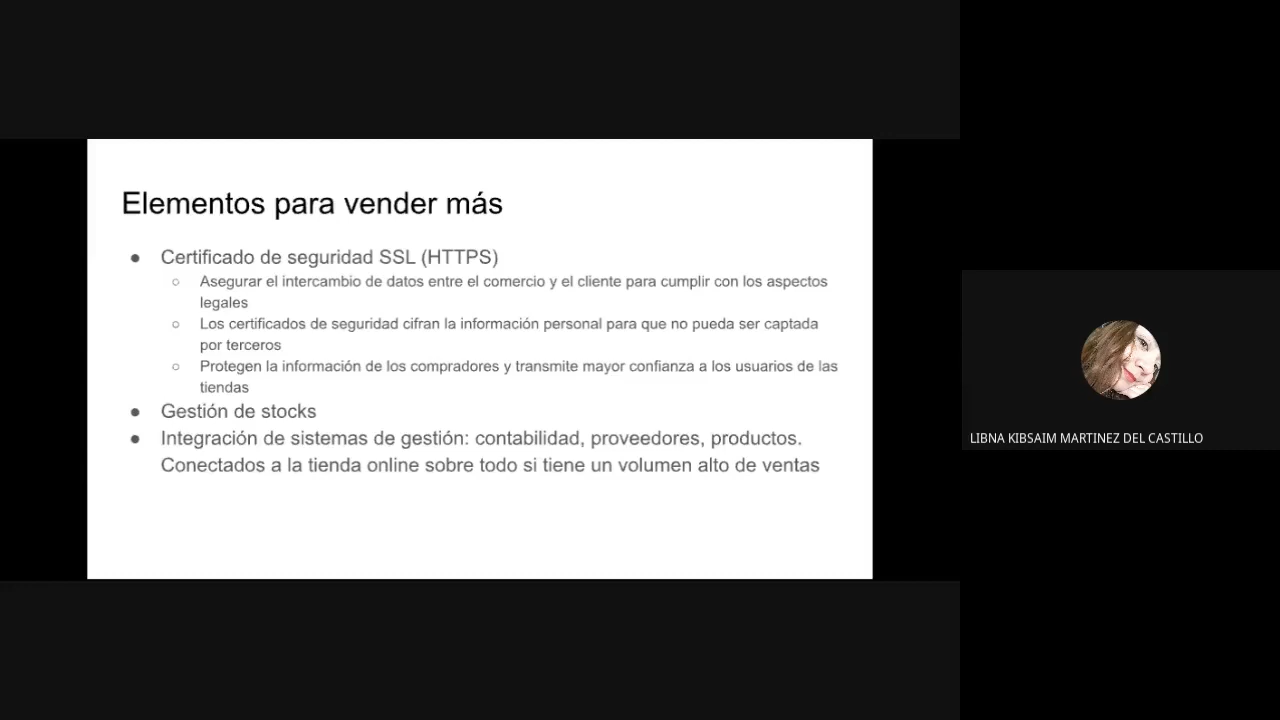 Elementos para vender más
● Certificado de seguridad SSL (HTTPS)
○ Asegurar el intercambio de datos entre el comercio y el cliente para cumplir con los aspectos
legales
○ Los certificados de seguridad cifran la información personal para que no pueda ser captada
por terceros
○ Protegen la información de los compradores y transmite mayor confianza a los usuarios de las
tiendas
● Gestión de stocks
● Integración de sistemas de gestión: contabilidad, proveedores, productos.
Conectados a la tienda online sobre todo si tiene un volumen alto de ventas
LIBNA KIBSAIM MARTINEZ DEL CASTILLO